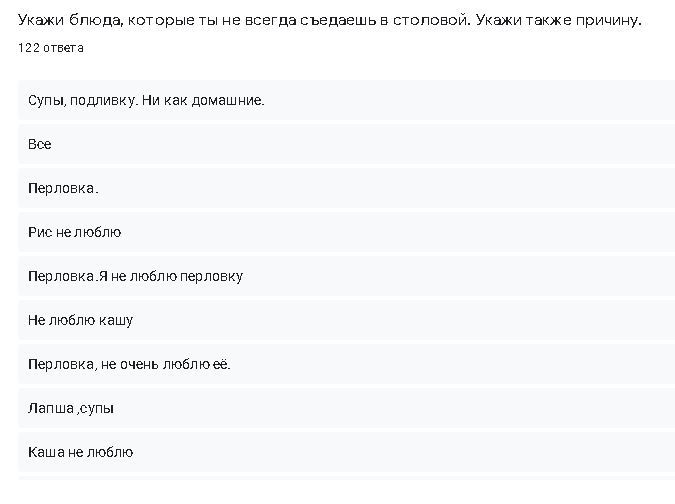 Укажи блюда, которые ты не всегда съедаешь в столовой. Укажи также причину.
122 ответа
Супы, подливку. Ни как домашние.
Все
Перловка.
Рис не люблю
Перловка.Я не люблю перловку
Не люблю кашу
Перловка, не очень люблю её.
Лапша ,супы
Каша не люблю